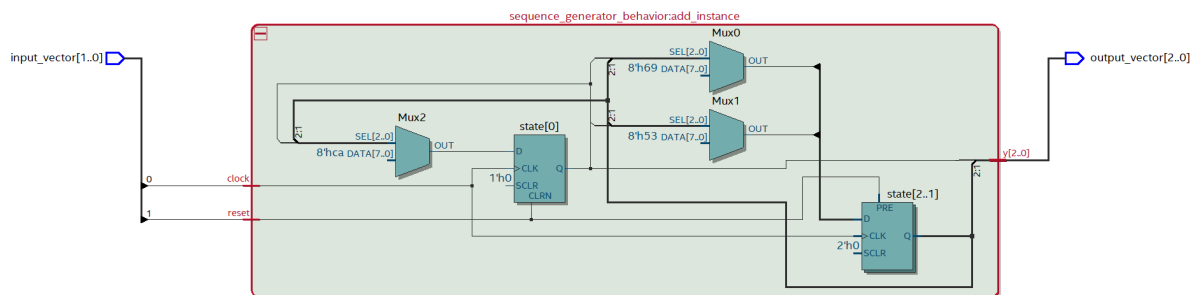 sequence_generator_behavior:add_instance
input_vector[1..0]
output_vector[2..0]
Mux0
SEL[2..0]
8'h69 DATA[7..0]
OUT
2:1
Mux1
SEL[2..0]
8'h53 DATA[7..0]
OUT
2:1
Mux2
SEL[2..0]
8'hca DATA[7..0]
OUT
2:1
state[0]
D
CLK
1'h0 SCLR
CLRN
Q
y[2..0]
2:1
0
clock
1
reset
state[2..1]
PRE
D
CLK
2'h0
SCLR
Q